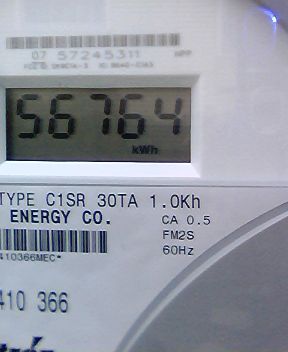 07 57245311
56764
kWh
TYPE C1SR 30TA 1.0Kh
ENERGY CO.
CA 0.5
FM2S
60Hz
410366MEC*
410 366